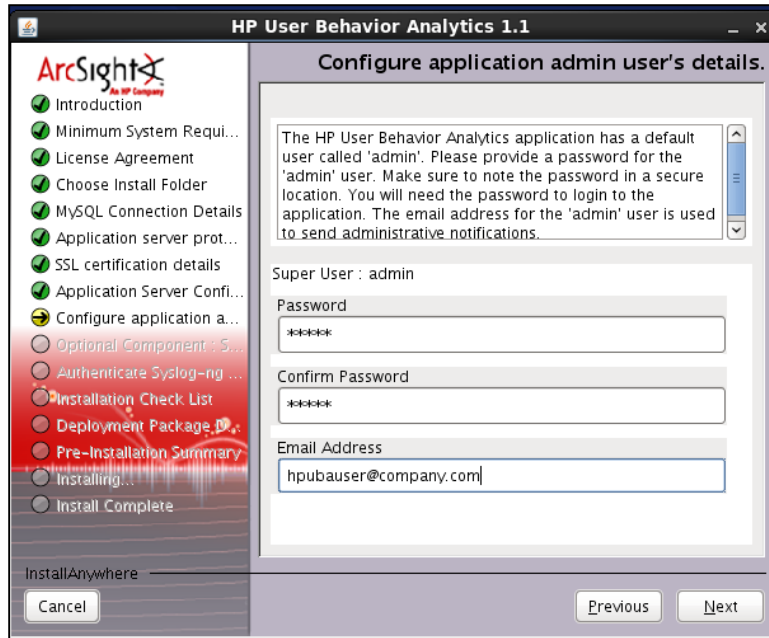 HP User Behavior Analytics 1.1
ArcSight
An HP Company
Configure application admin user's details.
Introduction
Minimum System Requi...
License Agreement
Choose Install Folder
MySQL Connection Details
Application server prot...
SSL certification details
Application Server Confi...
Configure application a...
Optional Component : S...
Authenticate Syslog-ng ...
Installation Check List
Deployment Package D...
Pre-Installation Summary
Installing...
Install Complete
The HP User Behavior Analytics application has a default
user called 'admin'. Please provide a password for the
'admin' user. Make sure to note the password in a secure
location. You will need the password to login to the
application. The email address for the 'admin' user is used
to send administrative notifications.
Super User : admin
Password
*****
Confirm Password
*****
Email Address
hpubauser@company.com
InstallAnywhere
Cancel
Previous
Next